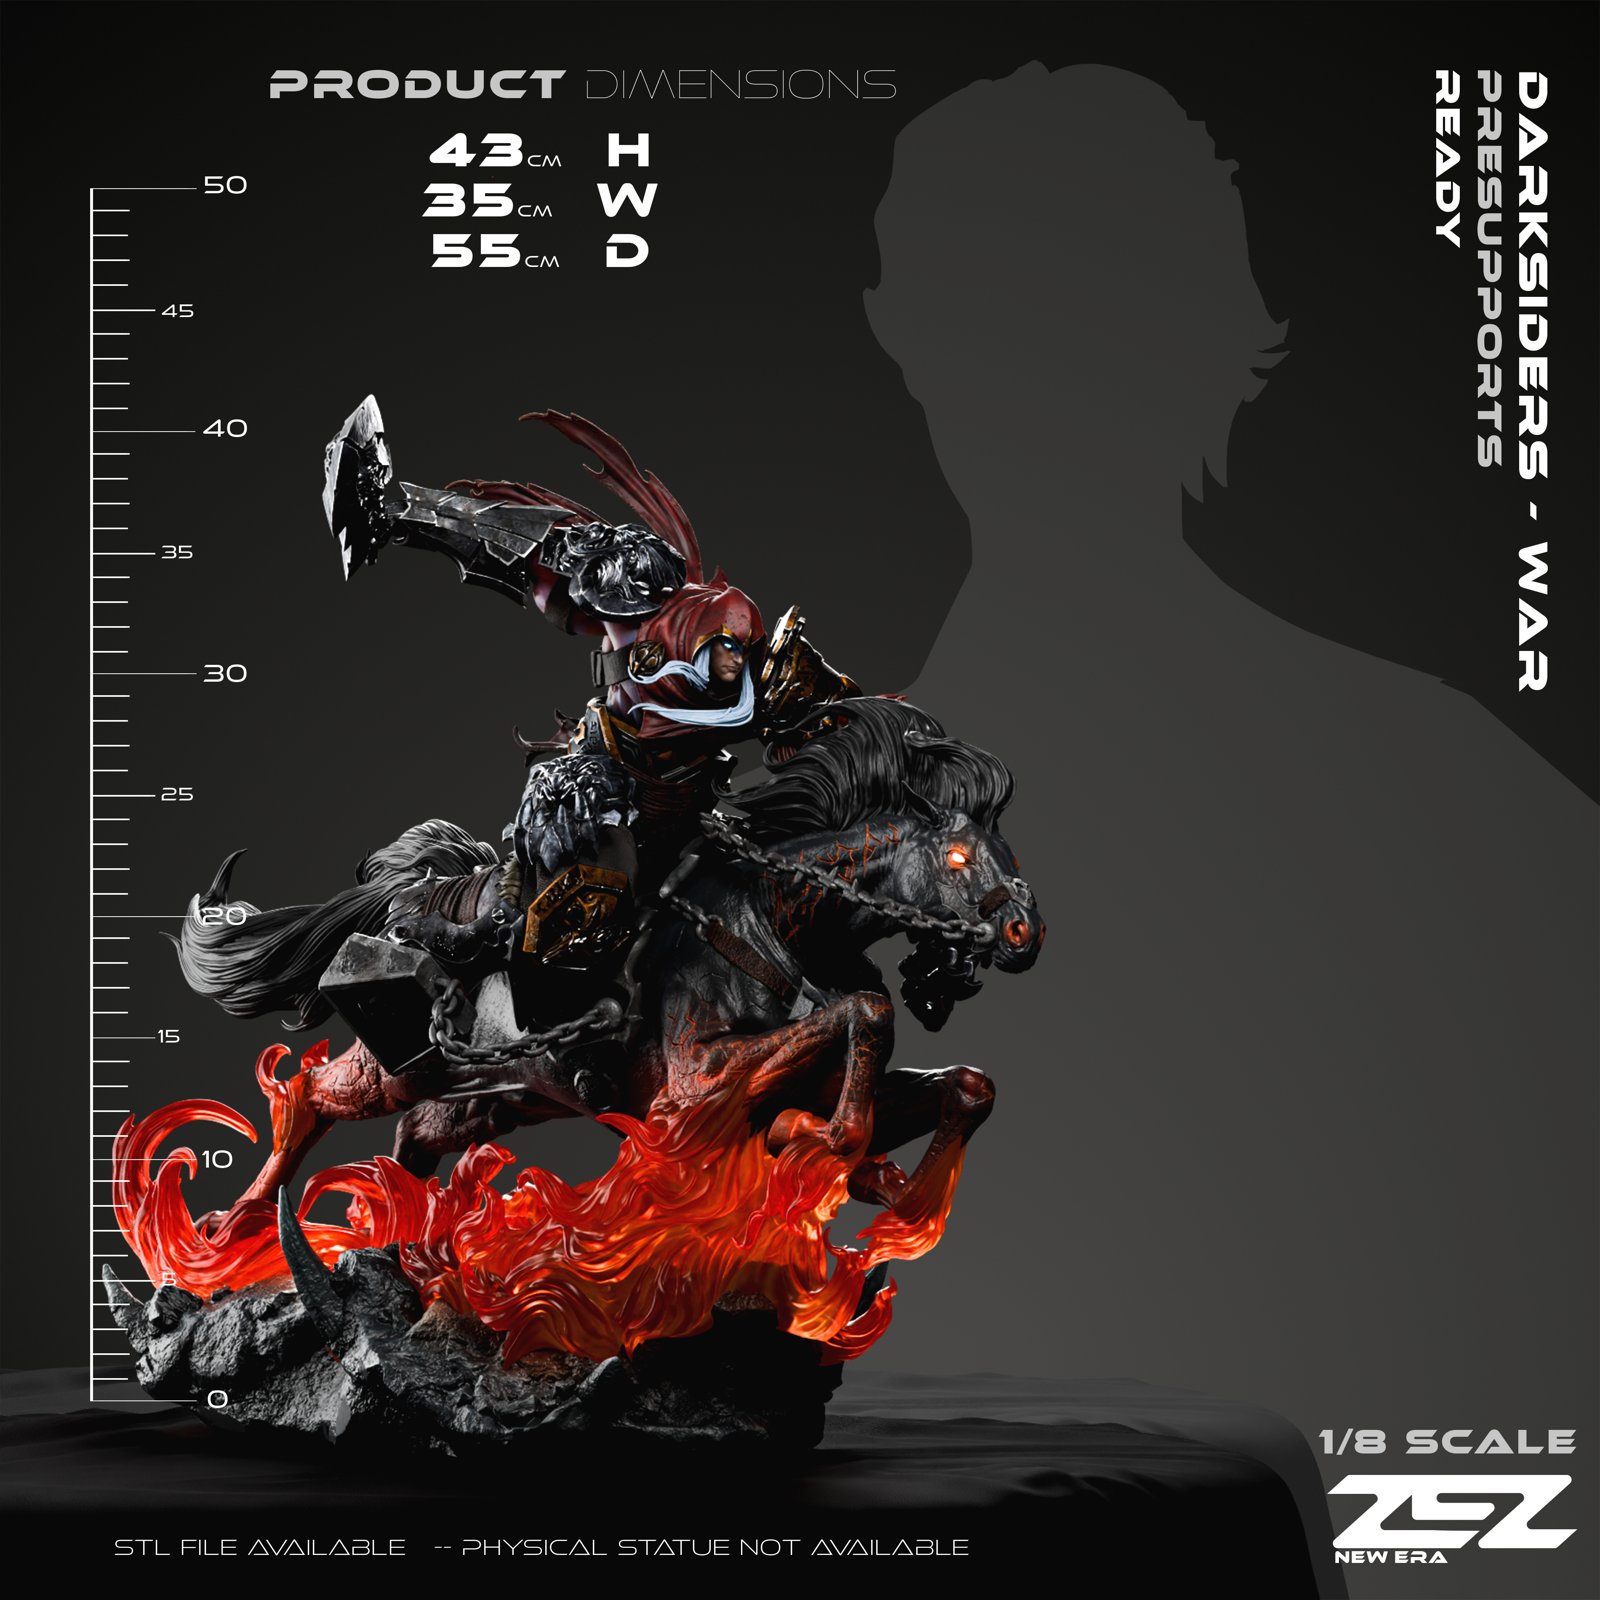 PRODUCT DIMENSIONS
43CM H
35CM W
55CM D
50
45
40
35
30
25
20
15
10
5
0
DARKSIDERS - WAR
PRESUPPORTS
READY
1/8 SCALE
NEW ERA
STL FILE AVAILABLE -- PHYSICAL STATUE NOT AVAILABLE